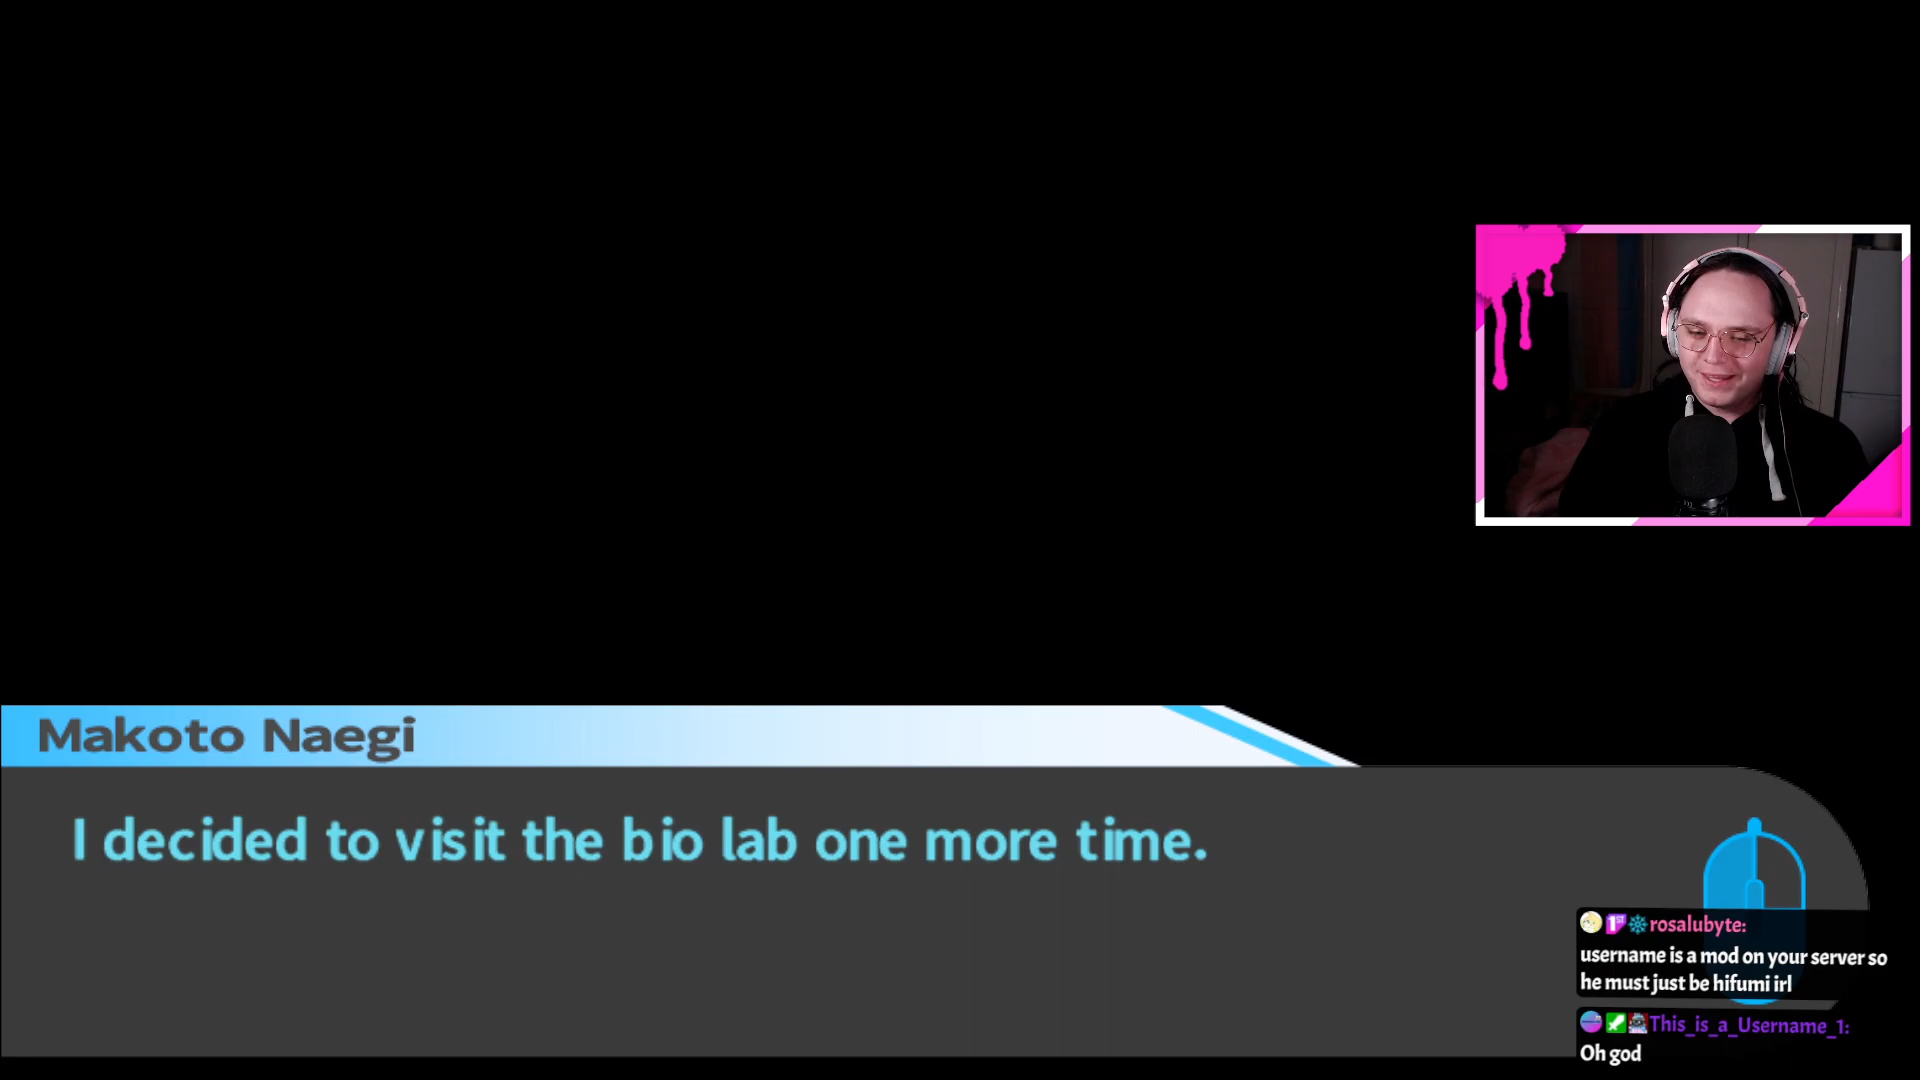 Makoto Naegi
I decided to visit the bio lab one more time.
1ST rosalubyte:
username is a mod on your server so
he must just be hifumi irl
This_is_a_Username_1:
Oh god